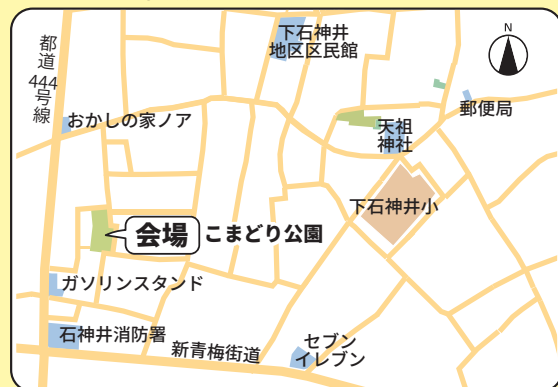 下石神井
地区区民館
N
都道
444
号線
おかしの家ノア
郵便局
天祖
神社
下石神井小
会場 こまどり公園
ガソリンスタンド
石神井消防署
新青梅街道
セブン
イレブン